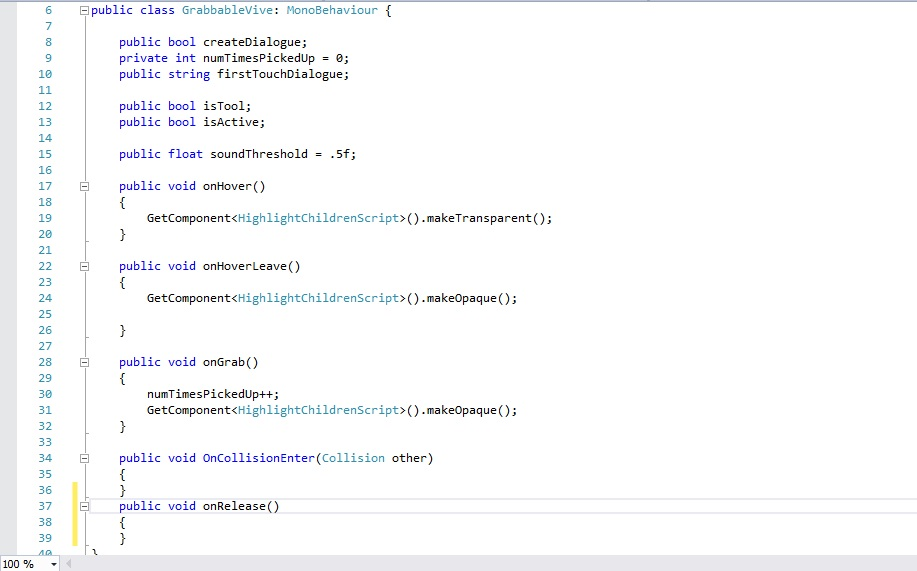 6 public class GrabbableVive: MonoBehaviour {
7
8 public bool createDialogue;
9 private int numTimesPickedUp = 0;
10 public string firstTouchDialogue;
11
12 public bool isTool;
13 public bool isActive;
14
15 public float soundThreshold = .5f;
16
17 public void onHover()
18 {
19 GetComponent<HighlightChildrenScript>().makeTransparent();
20 }
21
22 public void onHoverLeave()
23 {
24 GetComponent<HighlightChildrenScript>().makeOpaque();
25
26 }
27
28 public void onGrab()
29 {
30 numTimesPickedUp++;
31 GetComponent<HighlightChildrenScript>().makeOpaque();
32 }
33
34 public void OnCollisionEnter(Collision other)
35 {
36 }
37 public void onRelease()
38 {
39 }
40 }
100 %